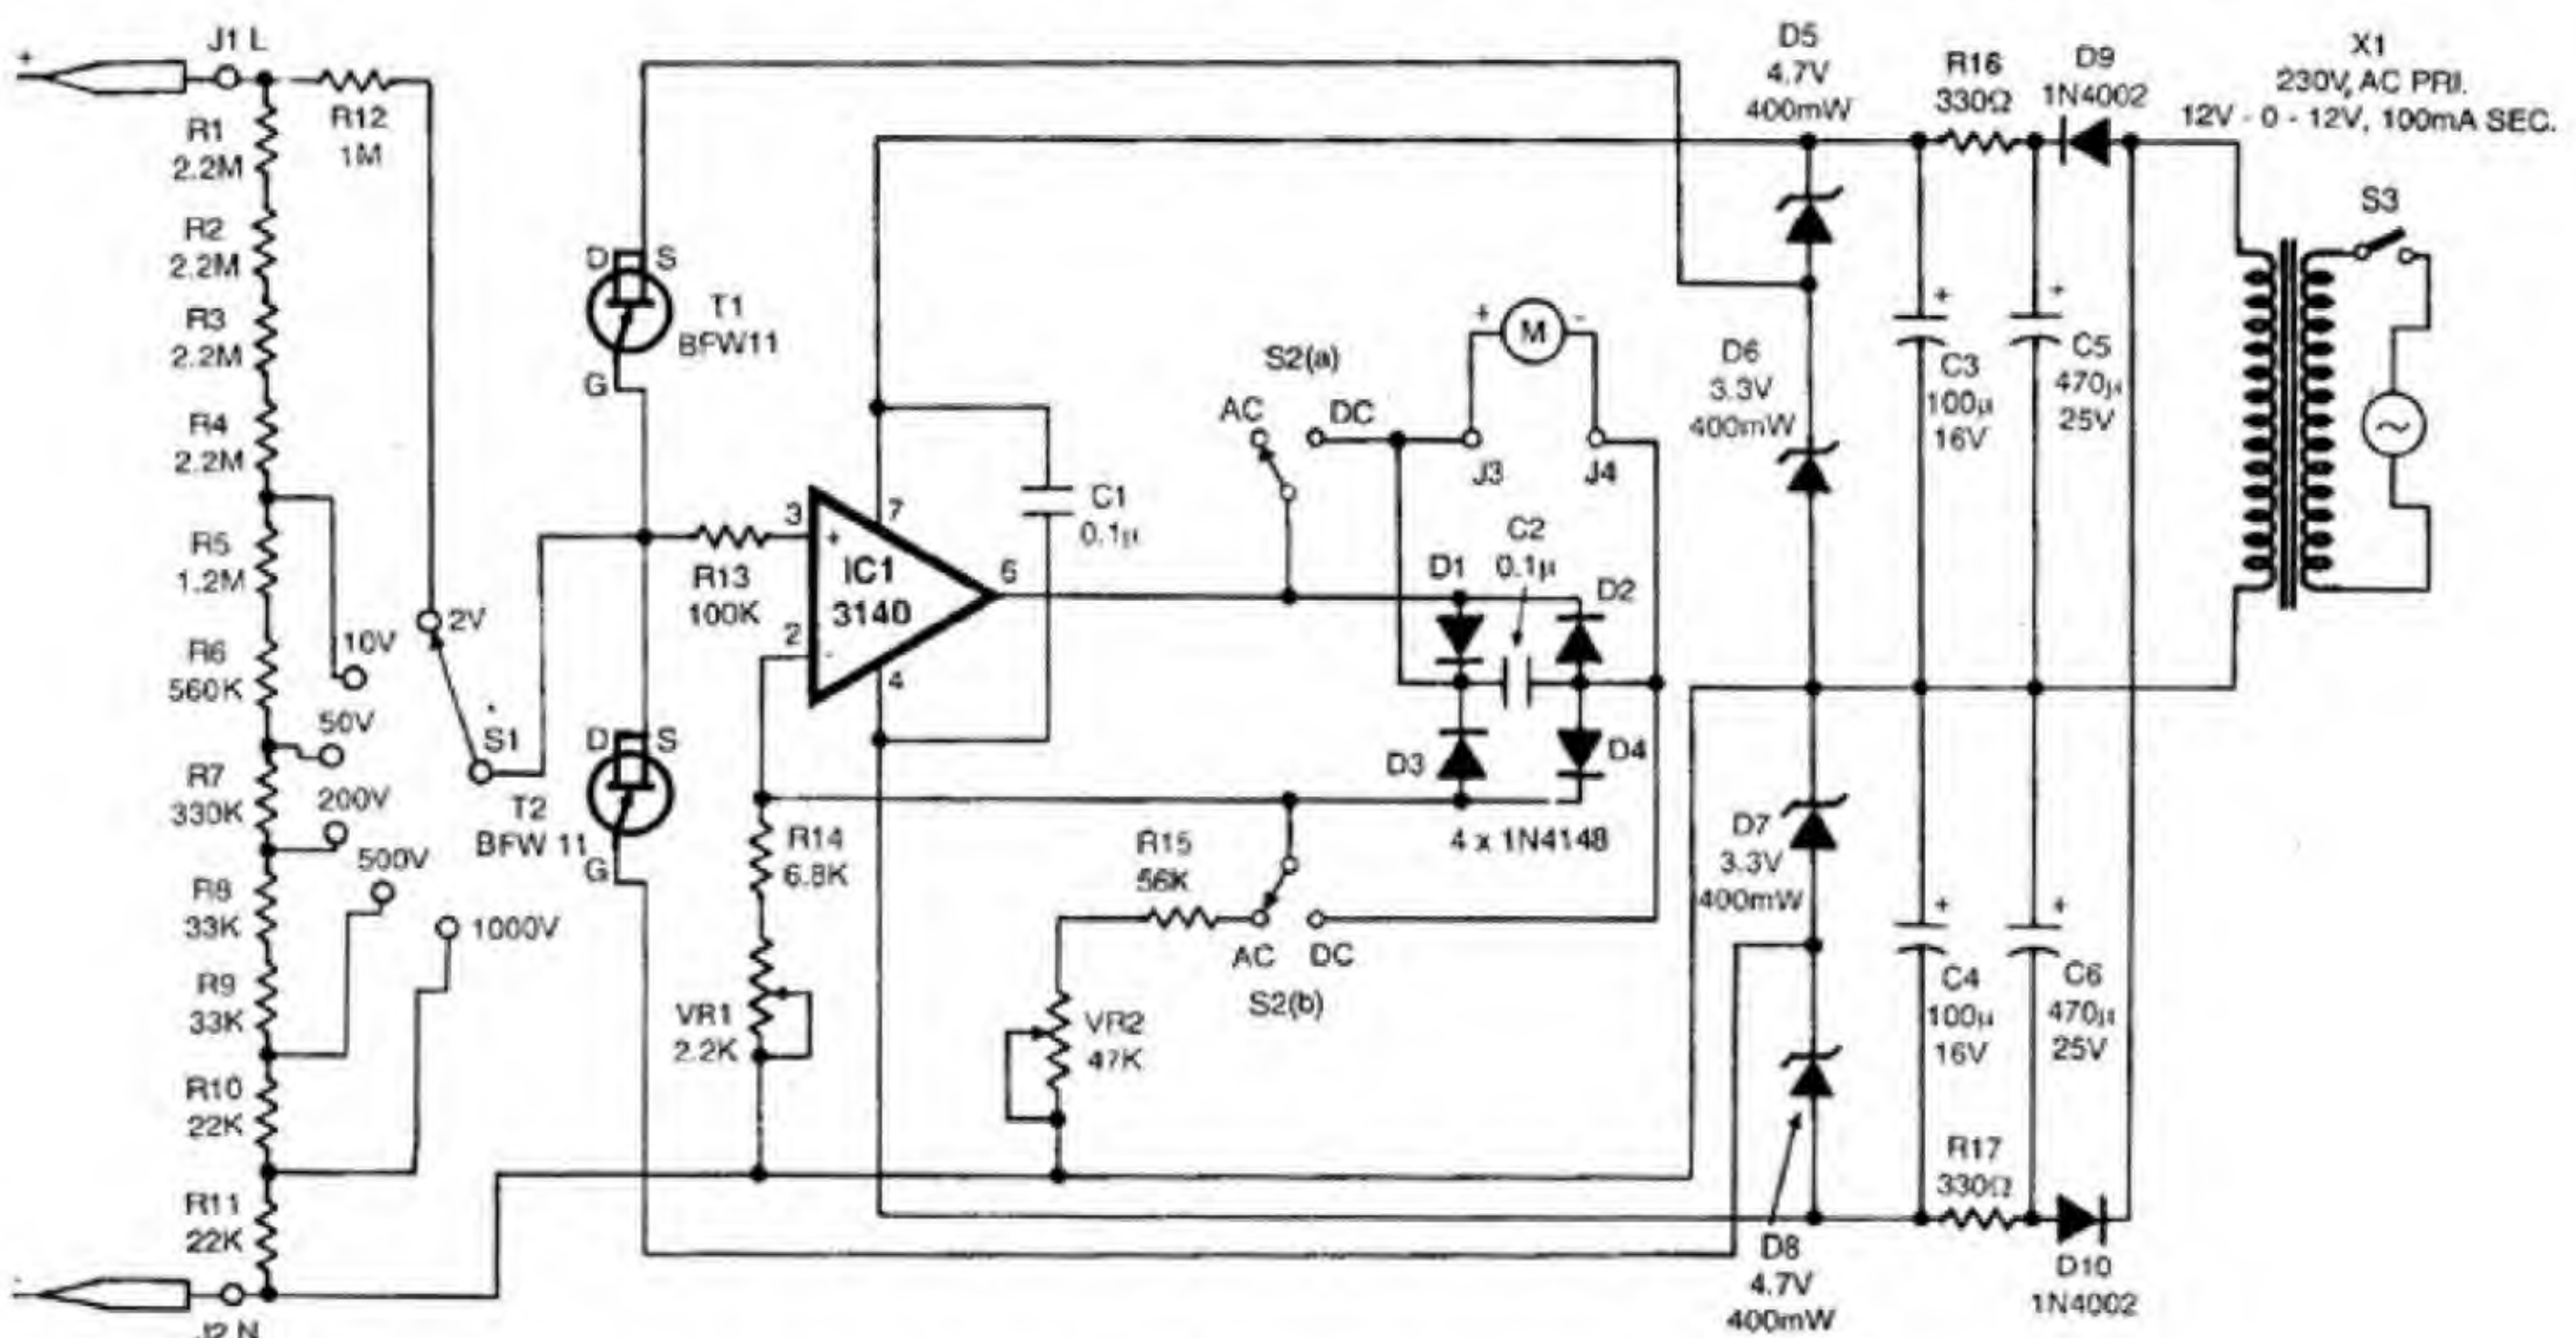 J1 L
+
R12
1M
R1
2.2M
R2
2.2M
R3
2.2M
R4
2.2M
R5
1.2M
R6
560K
R7
330K
R8
33K
R9
33K
R10
22K
R11
22K
J2 N
-
2V
10V
50V
200V
500V
1000V
S1
D S
G
T1
BFW11
D S
G
T2
BFW 11
R13
100K
3
+
2
-
7
4
6
IC1
3140
C1
0.1µ
R14
6.8K
VR1
2.2K
VR2
47K
R15
56K
S2(a)
AC DC
+ M -
J3 J4
C2
0.1µ
D1
D2
D3
D4
4 x 1N4148
AC DC
S2(b)
D5
4.7V
400mW
D6
3.3V
400mW
D7
3.3V
400mW
D8
4.7V
400mW
R16
330Ω
D9
1N4002
+
C3
100µ
16V
+
C5
470µ
25V
+
C4
100µ
16V
+
C6
470µ
25V
R17
330Ω
D10
1N4002
X1
230V, AC PRI.
12V - 0 - 12V, 100mA SEC.
S3
~